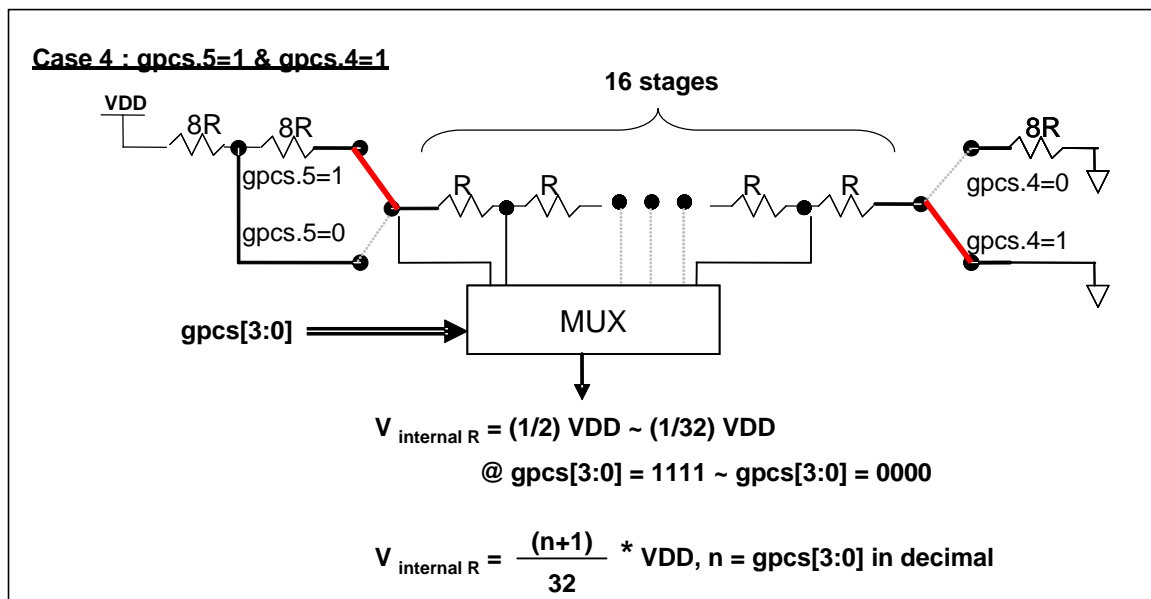 Case 4 : gpcs.5=1 & gpcs.4=1
16 stages
VDD
8R
8R
8R
gpcs.5=1
gpcs.4=0
R
R
R
R
gpcs.5=0
gpcs.4=1
MUX
gpcs[3:0]
V internal R = (1/2) VDD ~ (1/32) VDD
@ gpcs[3:0] = 1111 ~ gpcs[3:0] = 0000
V internal R = (n+1) / 32 * VDD, n = gpcs[3:0] in decimal